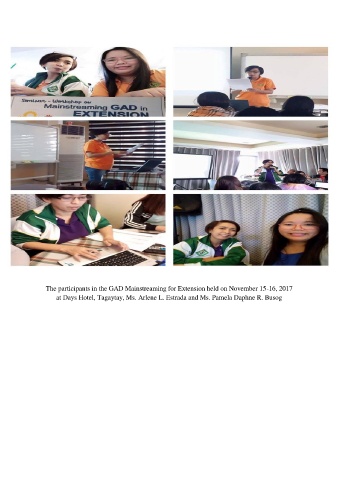 Seminar - Workshop on
Mainstreaming GAD in
EXTENSION
The participants in the GAD Mainstreaming for Extension held on November 15-16, 2017
at Days Hotel, Tagaytay, Ms. Arlene L. Estrada and Ms. Pamela Daphne R. Busog